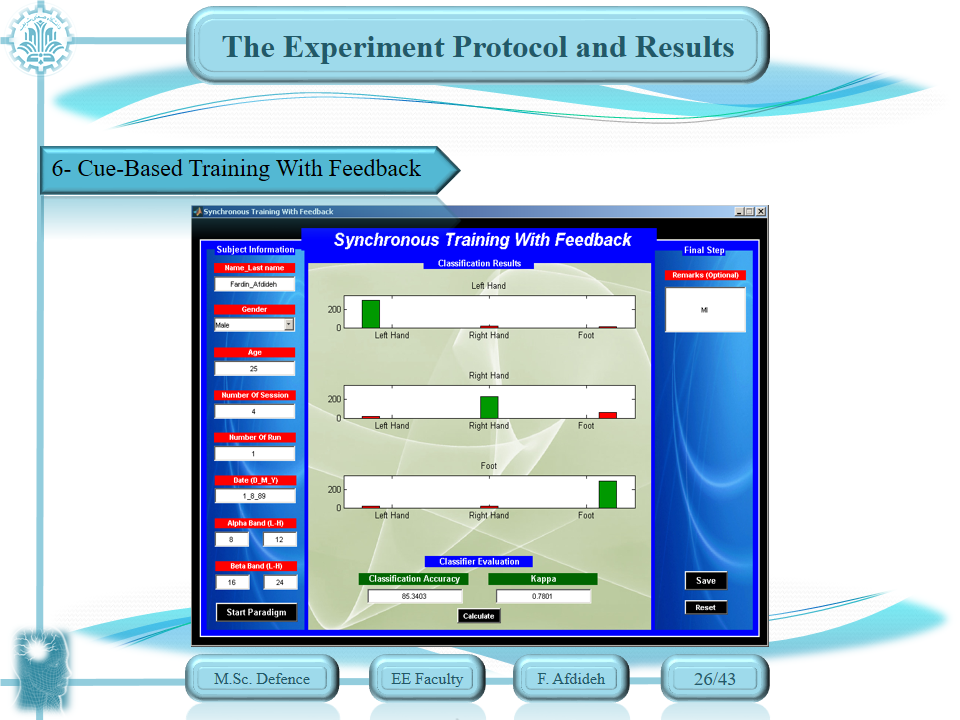 The Experiment Protocol and Results
6- Cue-Based Training With Feedback
Synchronous Training With Feedback
Synchronous Training With Feedback
Subject Information
Name_Last name
Fardin_Afdideh
Gender
Male
Age
25
Number Of Session
4
Number Of Run
1
Date (D_M_Y)
1_8_89
Alpha Band (L-H)
8 12
Beta Band (L-H)
16 24
Start Paradigm
Classification Results
Left Hand
200
0
Left Hand Right Hand Foot
Right Hand
200
0
Left Hand Right Hand Foot
Foot
200
0
Left Hand Right Hand Foot
Classifier Evaluation
Classification Accuracy Kappa
85.3403 0.7801
Calculate
Final Step
Remarks (Optional)
MI
Save
Reset
M.Sc. Defence EE Faculty F. Afdideh 26/43